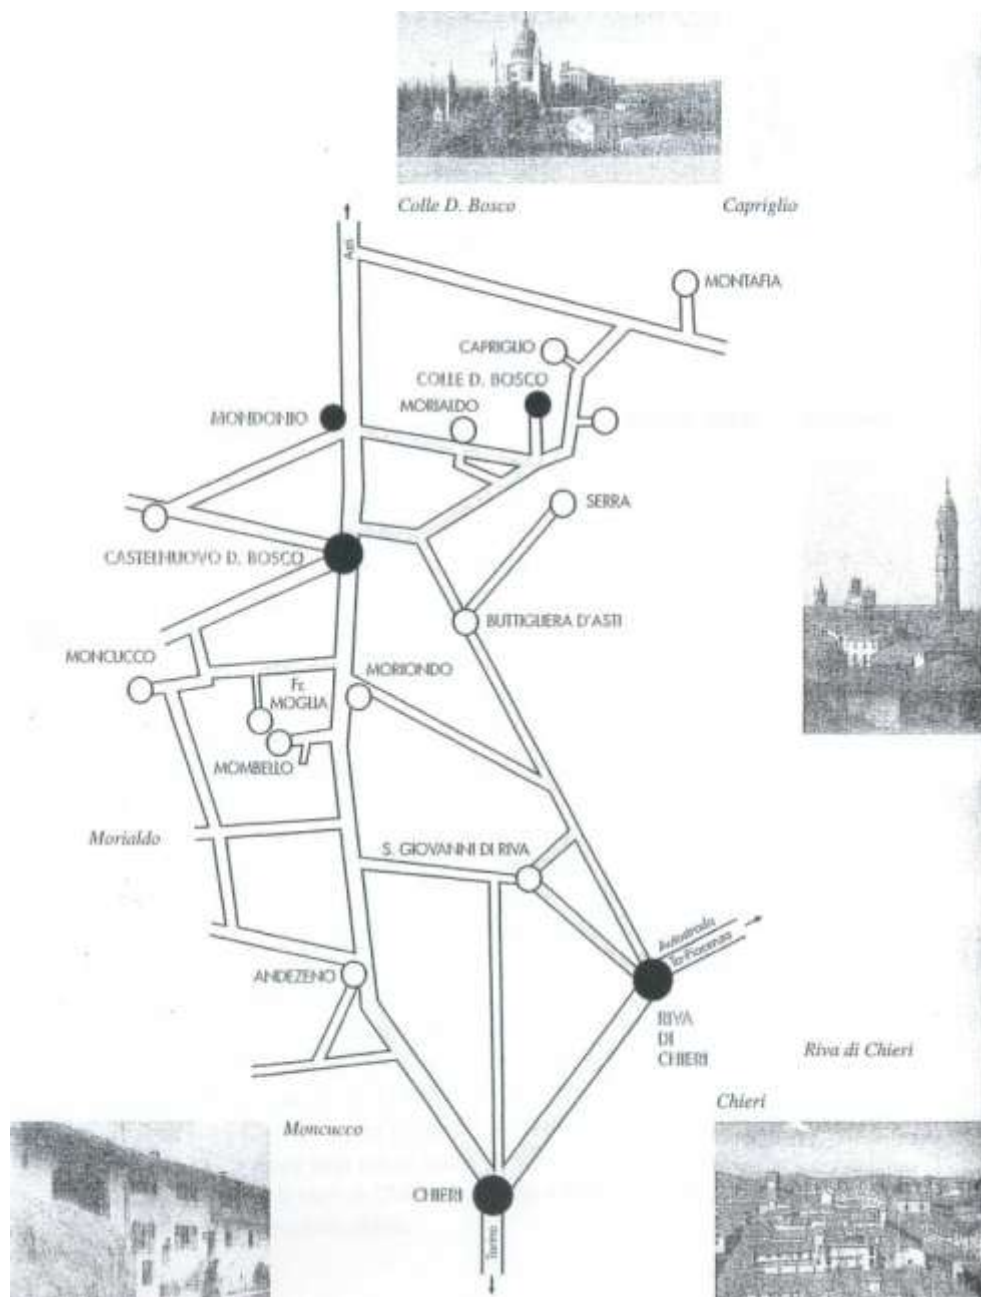 Colle D. Bosco
Capriglio
Asti
MONTAFIA
CAPRIGLIO
COLLE D. BOSCO
MORIALDO
MONDONIO
SERRA
CASTELNUOVO D. BOSCO
BUTTIGLIERA D'ASTI
MONCUCCO
MORIONDO
Fr.
MOGLIA
MOMBELLO
Morialdo
S. GIOVANNI DI RIVA
Autostrada
To-Piacenza
ANDEZENO
RIVA
DI
CHIERI
Riva di Chieri
Chieri
Moncucco
CHIERI
Torino